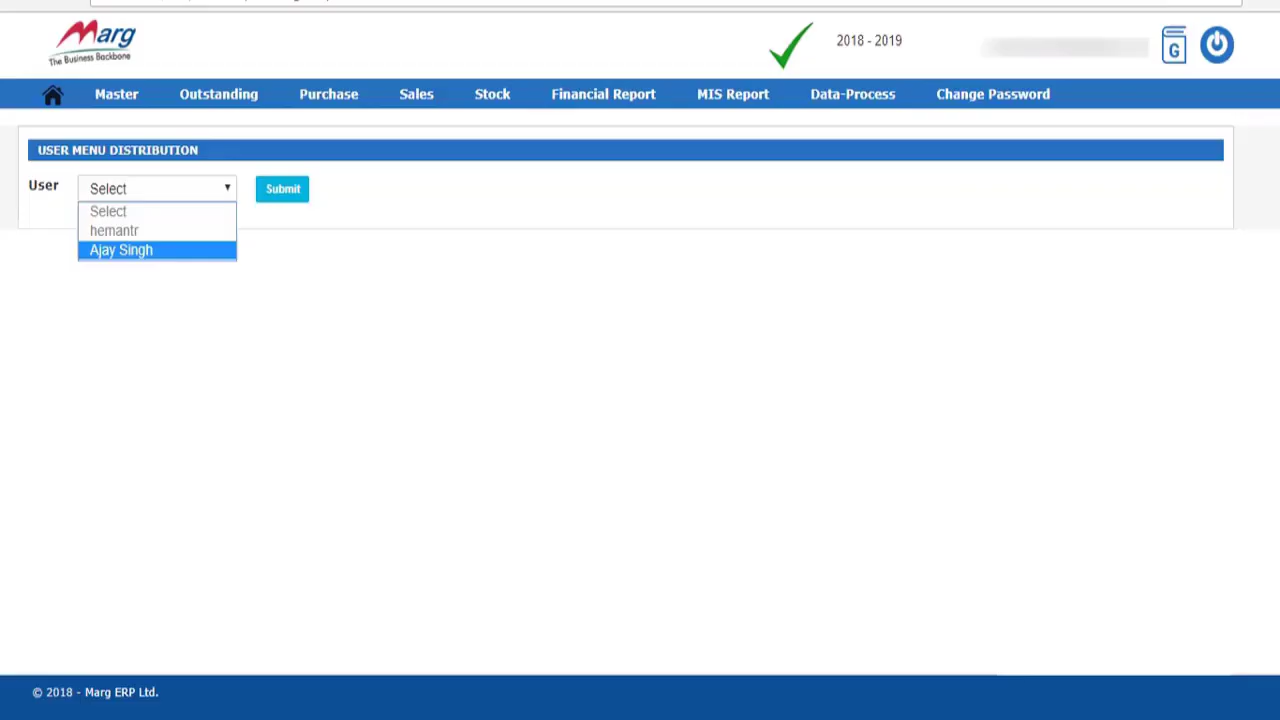 Marg
The Business Backbone
2018 - 2019
G
Master Outstanding Purchase Sales Stock Financial Report MIS Report Data-Process Change Password
USER MENU DISTRIBUTION
User Select Submit
Select
hemantr
Ajay Singh
© 2018 - Marg ERP Ltd.